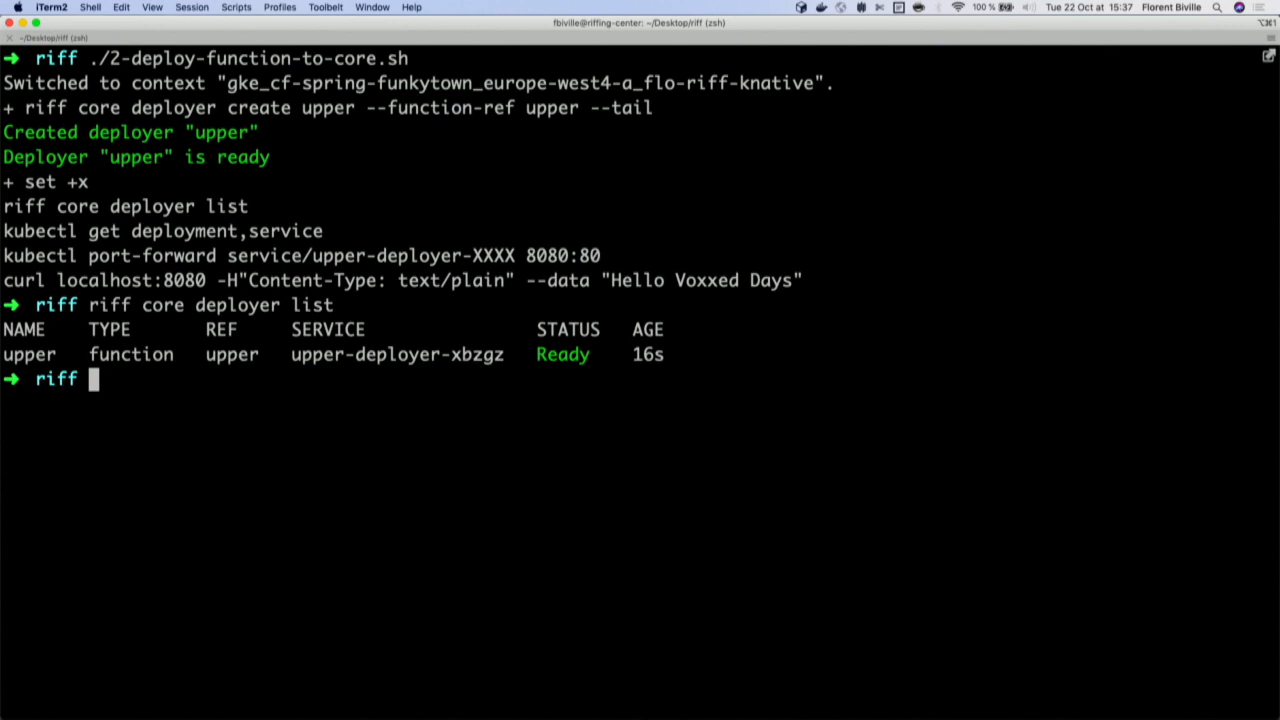 iTerm2 Shell Edit View Session Scripts Profiles Toolbelt Window Help 100 % Tue 22 Oct at 15:37 Florent Biville
fbiville@riffing-center: ~/Desktop/riff (zsh)
⌥⌘1
~/Desktop/riff (zsh)
➜ riff ./2-deploy-function-to-core.sh
Switched to context "gke_cf-spring-funkytown_europe-west4-a_flo-riff-knative".
+ riff core deployer create upper --function-ref upper --tail
Created deployer "upper"
Deployer "upper" is ready
+ set +x
riff core deployer list
kubectl get deployment,service
kubectl port-forward service/upper-deployer-XXXX 8080:80
curl localhost:8080 -H"Content-Type: text/plain" --data "Hello Voxxed Days"
➜ riff riff core deployer list
NAME TYPE REF SERVICE STATUS AGE
upper function upper upper-deployer-xbzgz Ready 16s
➜ riff